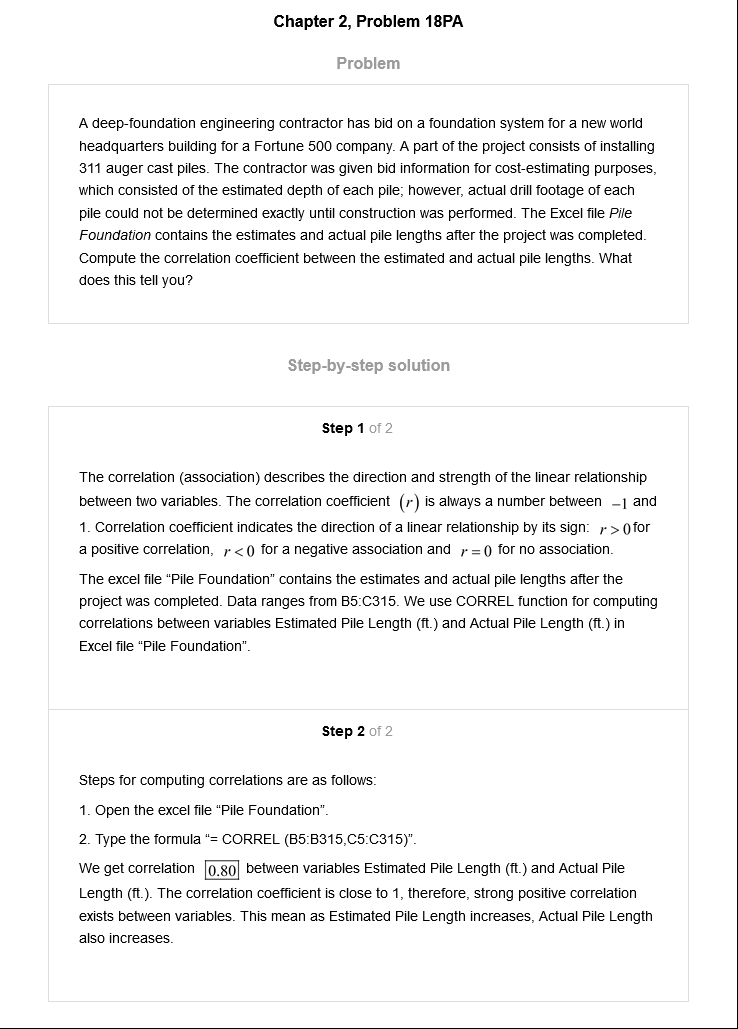 Chapter 2, Problem 18PA
Problem
A deep-foundation engineering contractor has bid on a foundation system for a new world
headquarters building for a Fortune 500 company. A part of the project consists of installing
311 auger cast piles. The contractor was given bid information for cost-estimating purposes,
which consisted of the estimated depth of each pile; however, actual drill footage of each
pile could not be determined exactly until construction was performed. The Excel file Pile
Foundation contains the estimates and actual pile lengths after the project was completed.
Compute the correlation coefficient between the estimated and actual pile lengths. What
does this tell you?
Step-by-step solution
Step 1 of 2
The correlation (association) describes the direction and strength of the linear relationship
between two variables. The correlation coefficient (r) is always a number between −1 and
1. Correlation coefficient indicates the direction of a linear relationship by its sign: r > 0 for
a positive correlation, r < 0 for a negative association and r = 0 for no association.
The excel file “Pile Foundation” contains the estimates and actual pile lengths after the
project was completed. Data ranges from B5:C315. We use CORREL function for computing
correlations between variables Estimated Pile Length (ft.) and Actual Pile Length (ft.) in
Excel file “Pile Foundation”.
Step 2 of 2
Steps for computing correlations are as follows:
1. Open the excel file “Pile Foundation”.
2. Type the formula “= CORREL (B5:B315,C5:C315)”.
We get correlation 0.80 between variables Estimated Pile Length (ft.) and Actual Pile
Length (ft.). The correlation coefficient is close to 1, therefore, strong positive correlation
exists between variables. This mean as Estimated Pile Length increases, Actual Pile Length
also increases.